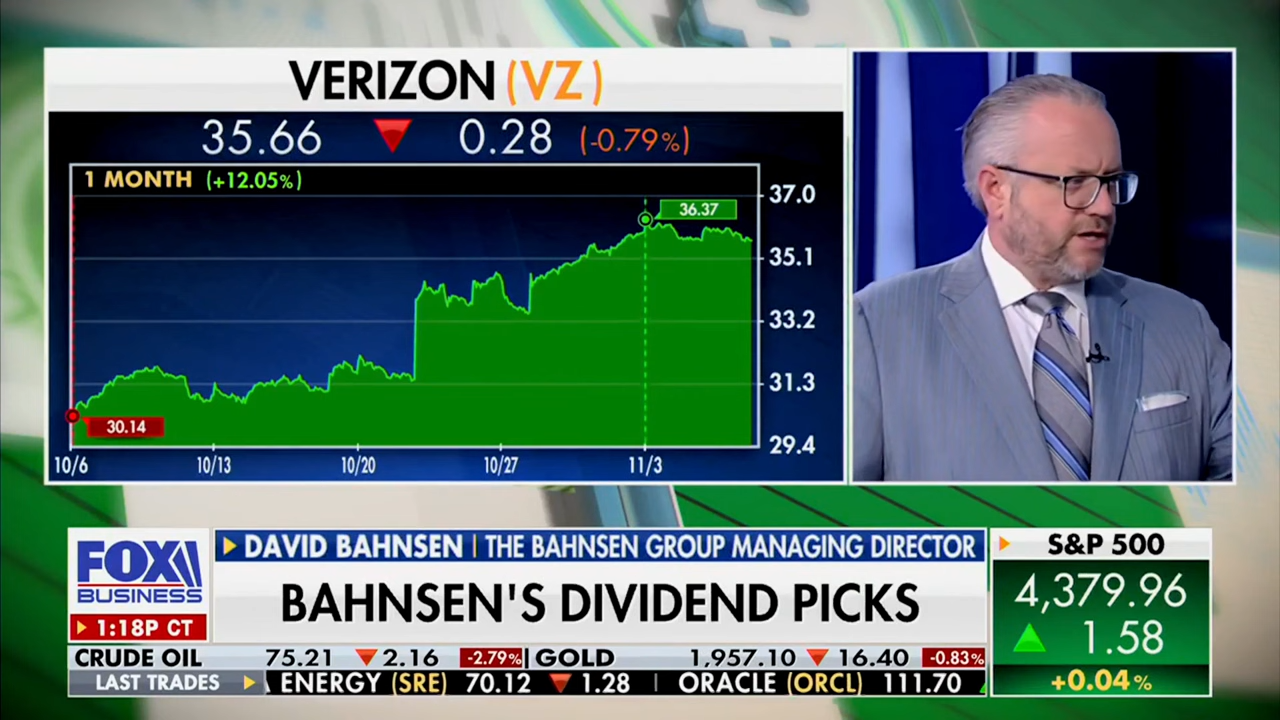 VERIZON (VZ)
35.66 ▼ 0.28 (-0.79%)
1 MONTH (+12.05%)
37.0
36.37
35.1
33.2
31.3
30.14
29.4
10/6 10/13 10/20 10/27 11/3
FOX BUSINESS
1:18P CT
DAVID BAHNSEN | THE BAHNSEN GROUP MANAGING DIRECTOR
BAHNSEN'S DIVIDEND PICKS
S&P 500
4,379.96
▲ 1.58
+0.04%
CRUDE OIL 75.21 ▼ 2.16 -2.79% GOLD 1,957.10 ▼ 16.40 -0.83%
LAST TRADES ENERGY (SRE) 70.12 ▼ 1.28 | ORACLE (ORCL) 111.70